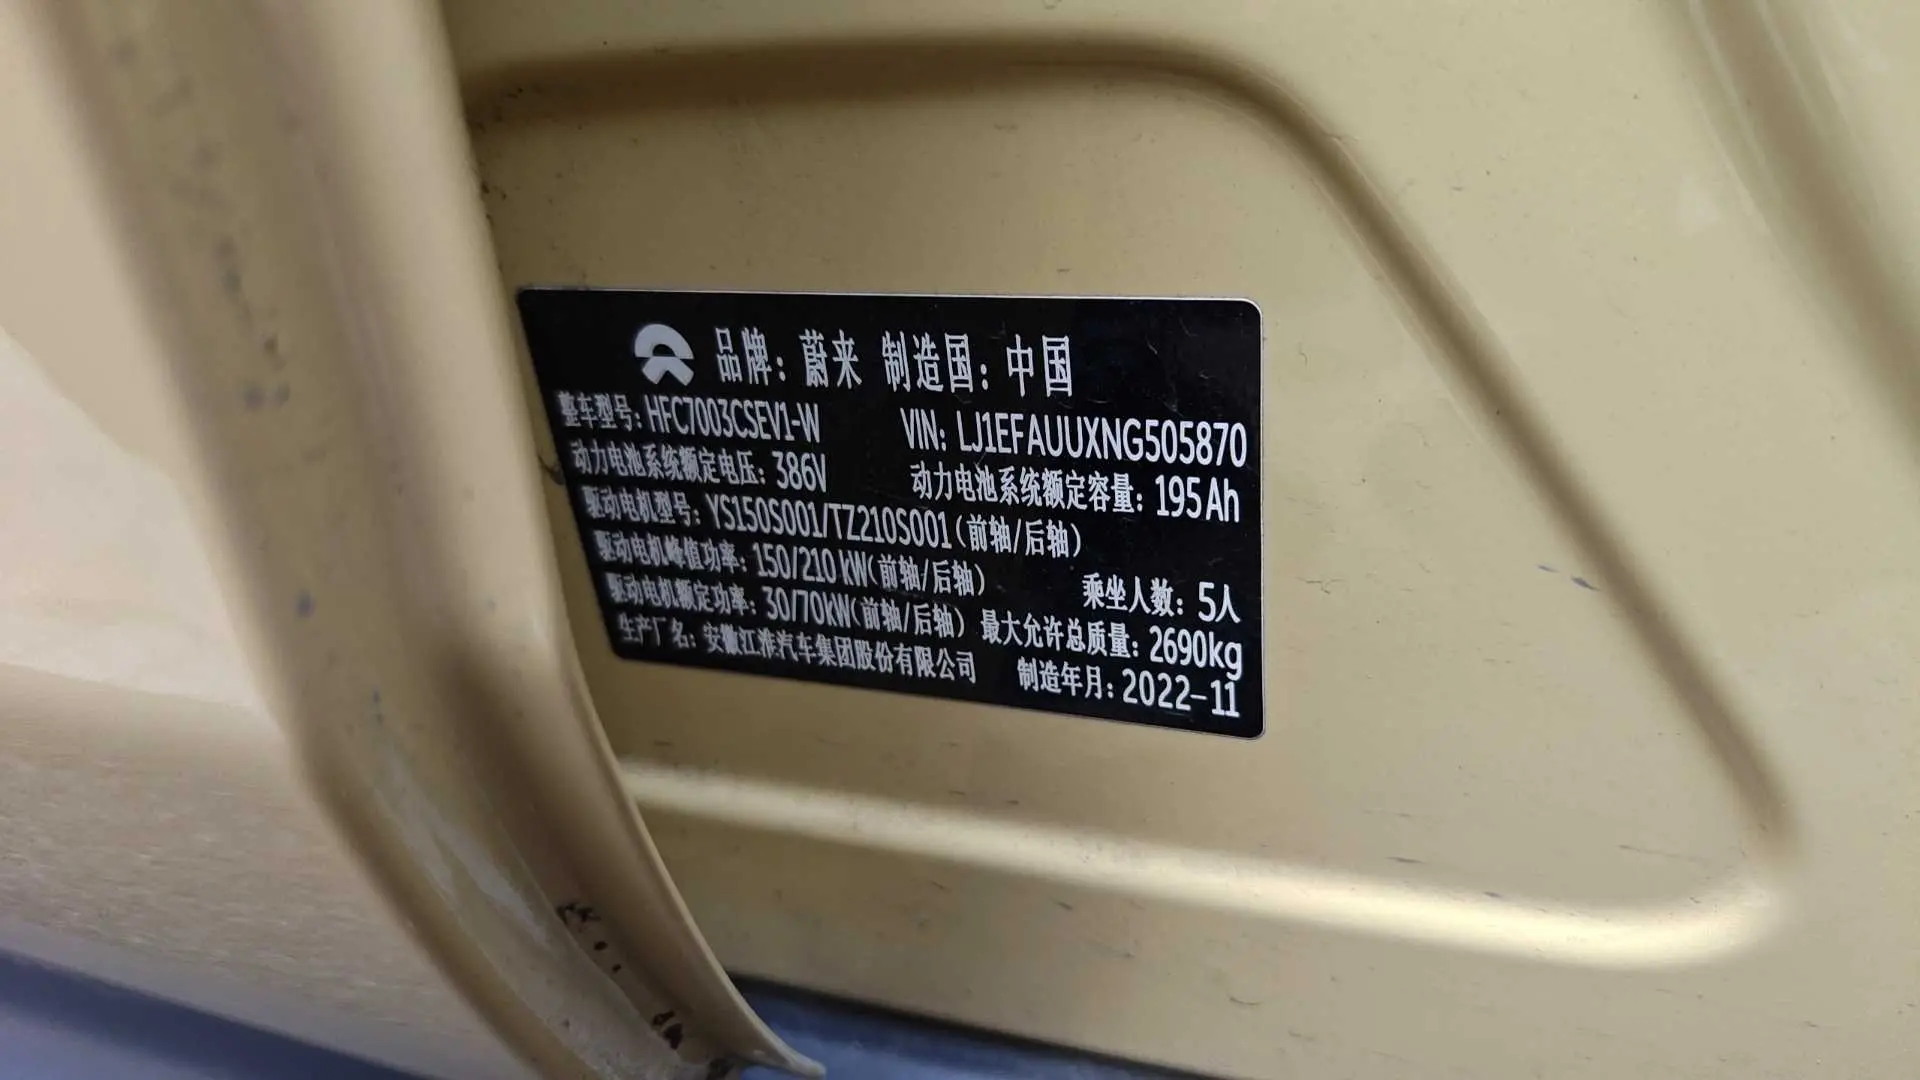 品牌：蔚来 制造国：中国
整车型号：HFC7003CSEV1-W VIN：LJ1EFAUUXNG505870
动力电池系统额定电压：386V 动力电池系统额定容量：195Ah
驱动电机型号：YS150S001/TZ210S001（前轴/后轴）
驱动电机峰值功率：150/210 kW（前轴/后轴） 乘坐人数：5人
驱动电机额定功率：30/70kW（前轴/后轴） 最大允许总质量：2690kg
生产厂名：安徽江淮汽车集团股份有限公司 制造年月：2022-11